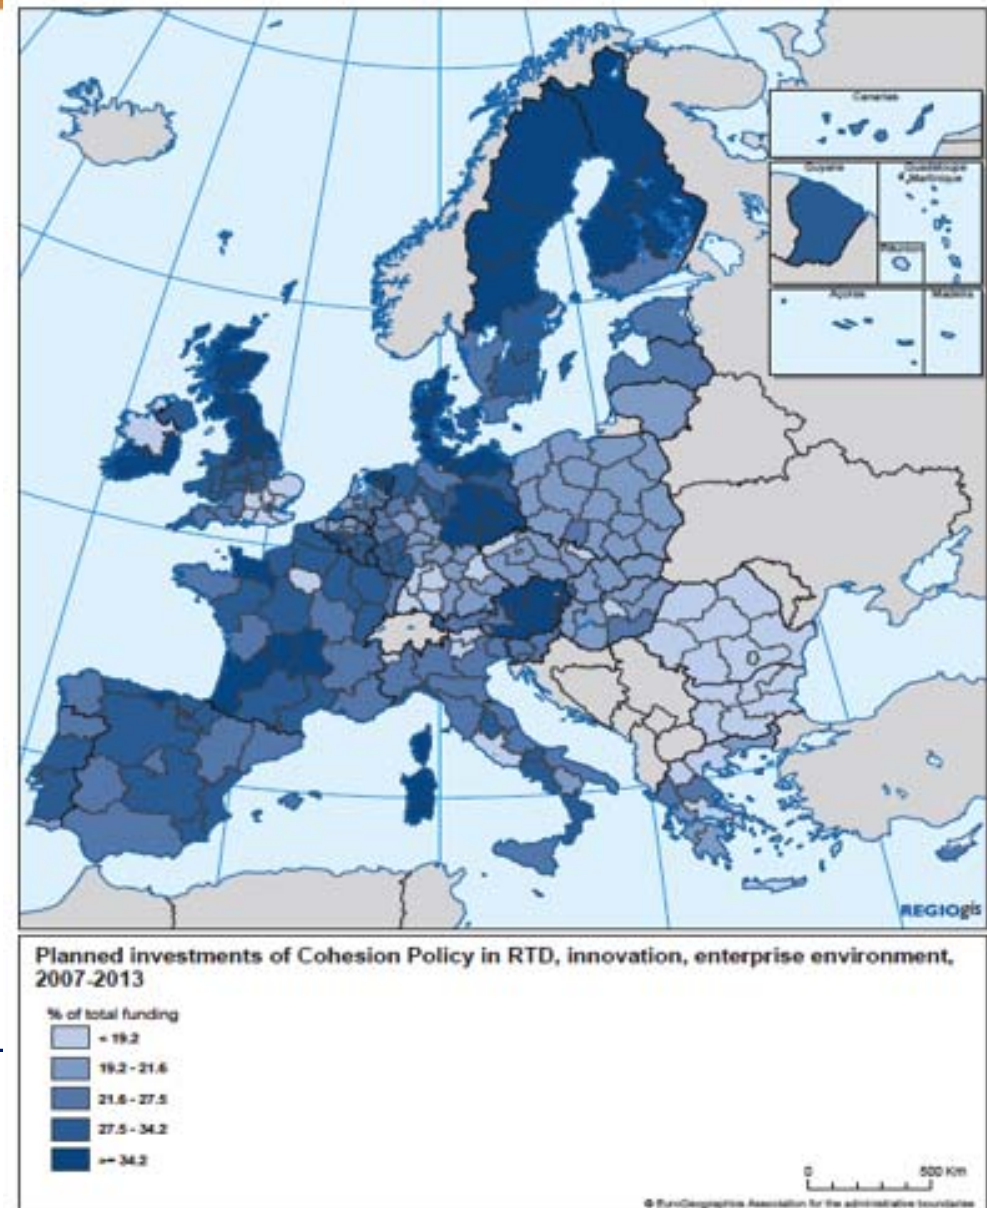 Canarias
Guyane
Guadeloupe
Martinique
Réunion
Açores
Madeira
REGIOgis
Planned investments of Cohesion Policy in RTD, innovation, enterprise environment,
2007-2013
% of total funding
< 19.2
19.2 - 21.6
21.6 - 27.5
27.5 - 34.2
>= 34.2
0 500 Km
© EuroGeographics Association for the administrative boundaries